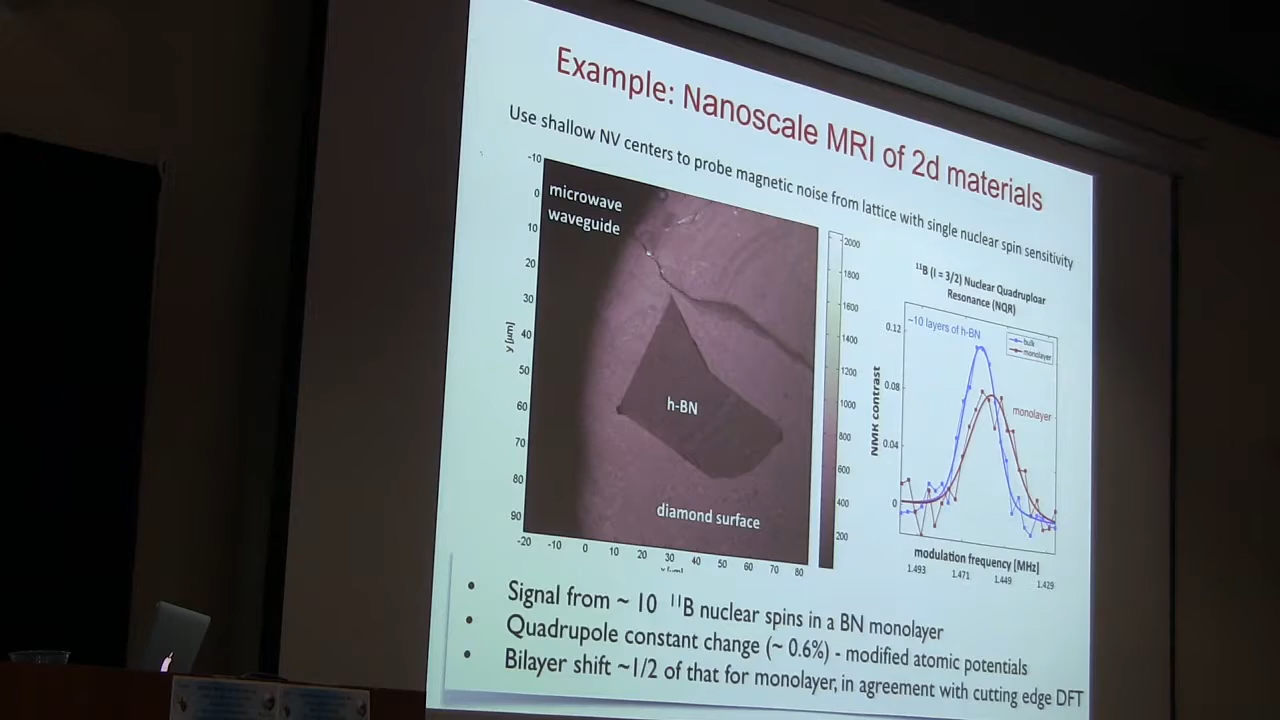 Example: Nanoscale MRI of 2d materials
Use shallow NV centers to probe magnetic noise from lattice with single nuclear spin sensitivity
microwave
waveguide
h-BN
diamond surface
y [µm]
-10
0
10
20
30
40
50
60
70
80
90
-20 -10 0 10 20 30 40 50 60 70 80
2000
1800
1600
1400
1200
1000
800
600
400
200
¹¹B (I = 3/2) Nuclear Quadruploar
Resonance (NQR)
~10 layers of h-BN
bulk
monolayer
monolayer
NMK contrast
0.12
0.08
0.04
0
modulation frequency [MHz]
1.493 1.471 1.449 1.429
• Signal from ~ 10 ¹¹B nuclear spins in a BN monolayer
• Quadrupole constant change (~ 0.6%) - modified atomic potentials
• Bilayer shift ~1/2 of that for monolayer, in agreement with cutting edge DFT